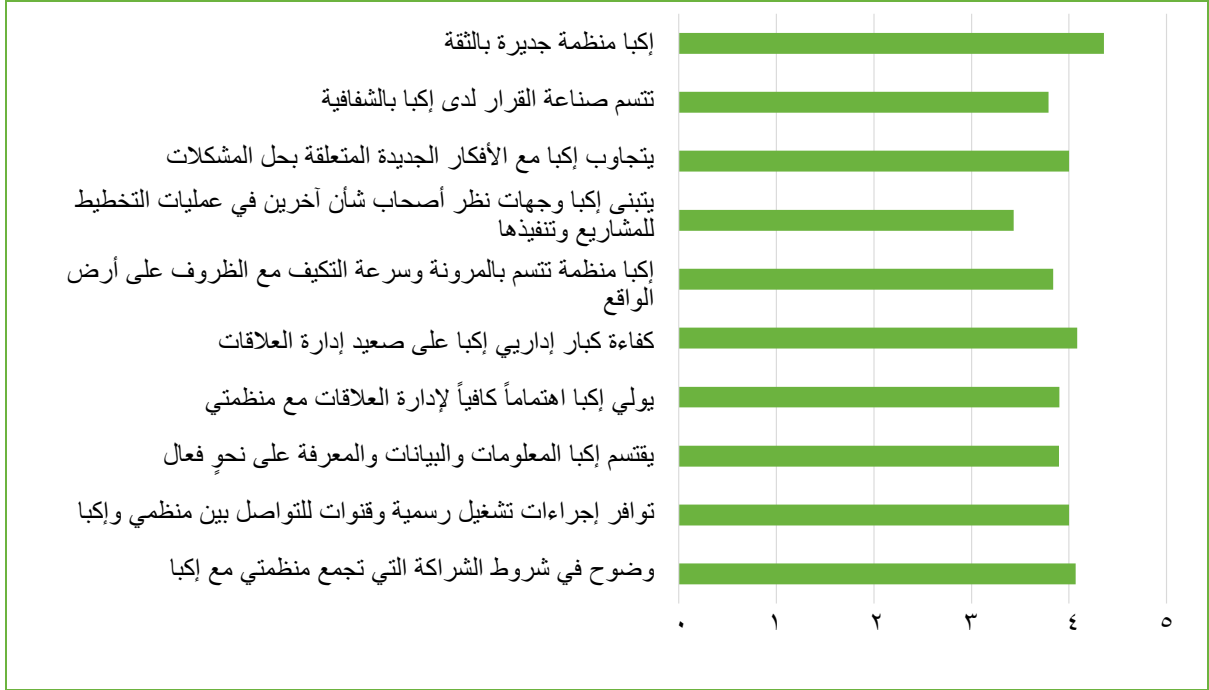 إكبا منظمة جديرة بالثقة
تتسم صناعة القرار لدى إكبا بالشفافية
يتجاوب إكبا مع الأفكار الجديدة المتعلقة بحل المشكلات
يتبنى إكبا وجهات نظر أصحاب شأن آخرين في عمليات التخطيط
للمشاريع وتنفيذها
إكبا منظمة تتسم بالمرونة وسرعة التكيف مع الظروف على أرض
الواقع
كفاءة كبار إداريي إكبا على صعيد إدارة العلاقات
يولي إكبا اهتماماً كافياً لإدارة العلاقات مع منظمتي
يقتسم إكبا المعلومات والبيانات والمعرفة على نحوٍ فعال
توافر إجراءات تشغيل رسمية وقنوات للتواصل بين منظمي وإكبا
وضوح في شروط الشراكة التي تجمع منظمتي مع إكبا
٠ ١ ٢ ٣ ٤ ٥